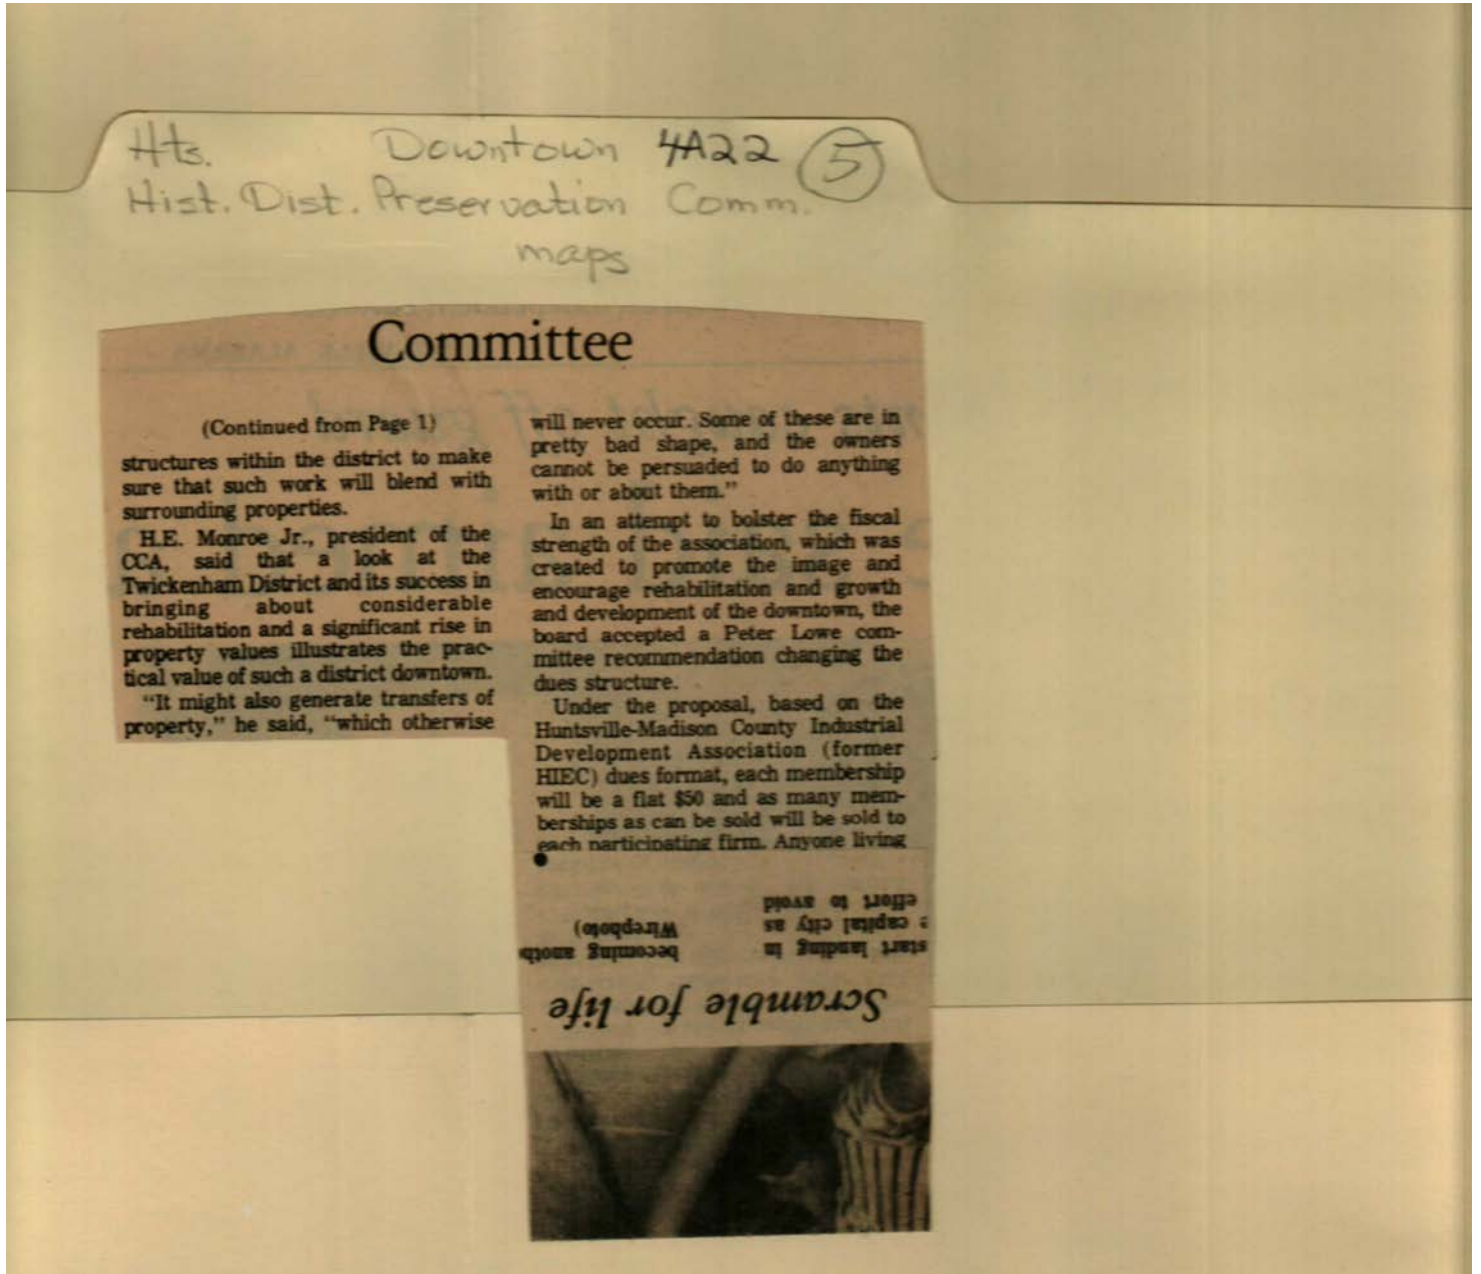 Hts. Downtown 4A22 5
Hist. Dist. Preservation Comm.
maps
Committee
(Continued from Page 1)
structures within the district to make
sure that such work will blend with
surrounding properties.
H.E. Monroe Jr., president of the
CCA, said that a look at the
Twickenham District and its success in
bringing about considerable
rehabilitation and a significant rise in
property values illustrates the prac-
tical value of such a district downtown.
"It might also generate transfers of
property," he said, "which otherwise
will never occur. Some of these are in
pretty bad shape, and the owners
cannot be persuaded to do anything
with or about them."
In an attempt to bolster the fiscal
strength of the association, which was
created to promote the image and
encourage rehabilitation and growth
and development of the downtown, the
board accepted a Peter Lowe com-
mittee recommendation changing the
dues structure.
Under the proposal, based on the
Huntsville-Madison County Industrial
Development Association (former
HIEC) dues format, each membership
will be a flat $50 and as many mem-
berships as can be sold will be sold to
each participating firm. Anyone living
Scramble for life
start landing in
capital city as
effort to avoid
becoming anoth
Wirephoto)